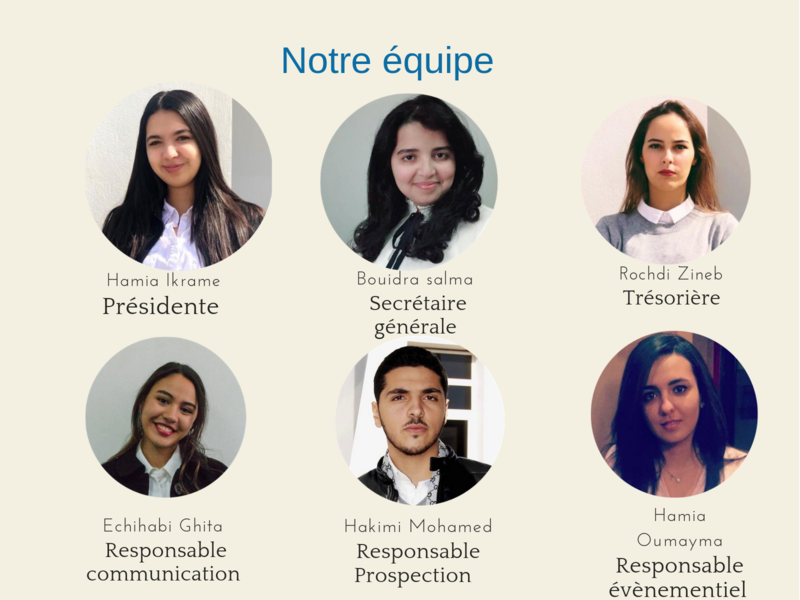 Notre équipe
Hamia Ikrame
Présidente
Bouidra salma
Secrétaire
générale
Rochdi Zineb
Trésorière
Echihabi Ghita
Responsable
communication
Hakimi Mohamed
Responsable
Prospection
Hamia
Oumayma
Responsable
évènementiel